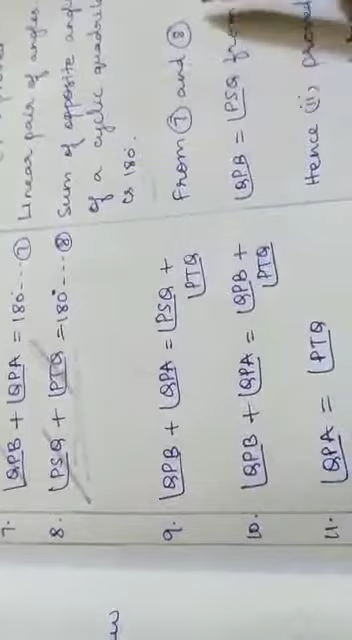 7. ∟QPB + ∟QPA = 180° ---⑦ Linear pair of angles.
8. ∟PSQ + ∟PTQ = 180° ---⑧ Sum of opposite
of a cyclic
is 180°.
9. ∟QPB + ∟QPA = ∟PSQ + From ⑦ and ⑧
∟PTQ
10. ∟QPB + ∟QPA = ∟QPB + ∟QPB = ∟PSQ from
∟PTQ
11. ∟QPA = ∟PTQ Hence (ii) proved